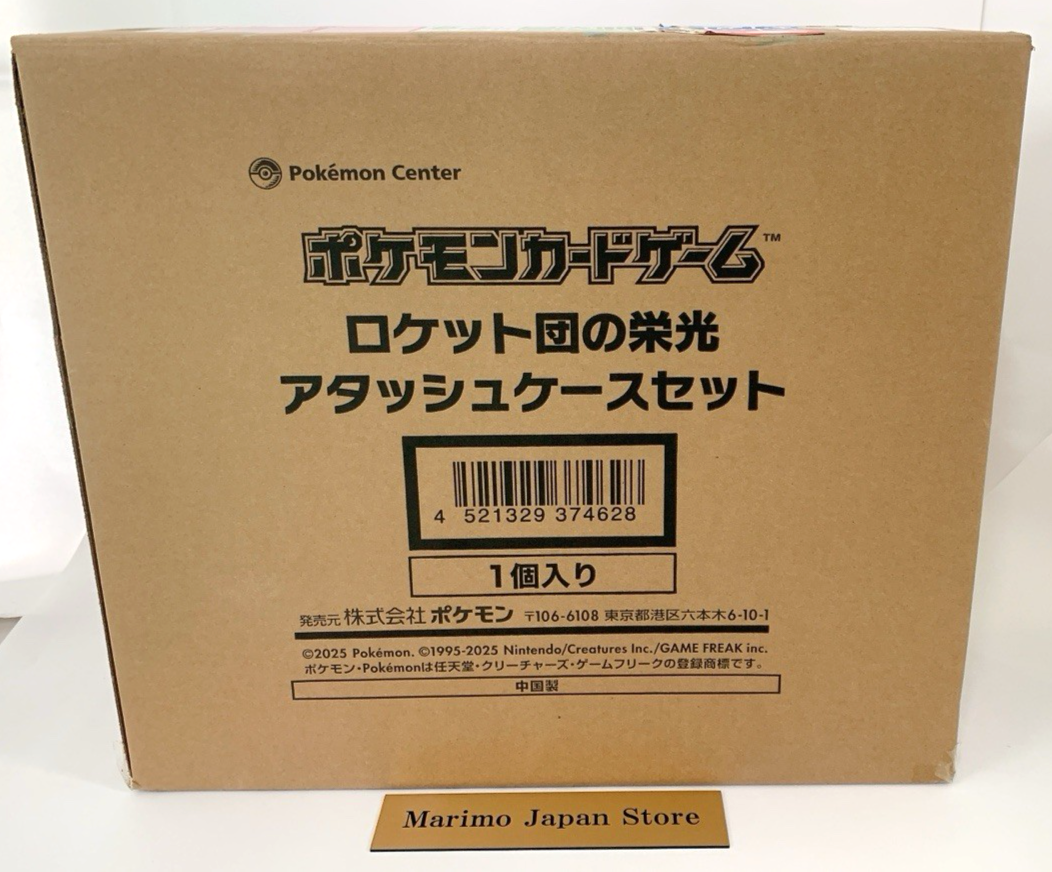 Pokémon Center
ポケモンカードゲーム™
ロケット団の栄光
アタッシュケースセット
4 521329 374628
1個入り
発売元 株式会社 ポケモン 〒106-6108 東京都港区六本木6-10-1
©2025 Pokémon. ©1995-2025 Nintendo/Creatures Inc./GAME FREAK inc.
ポケモン・Pokémonは任天堂・クリーチャーズ・ゲームフリークの登録商標です。
中国製
Marimo Japan Store